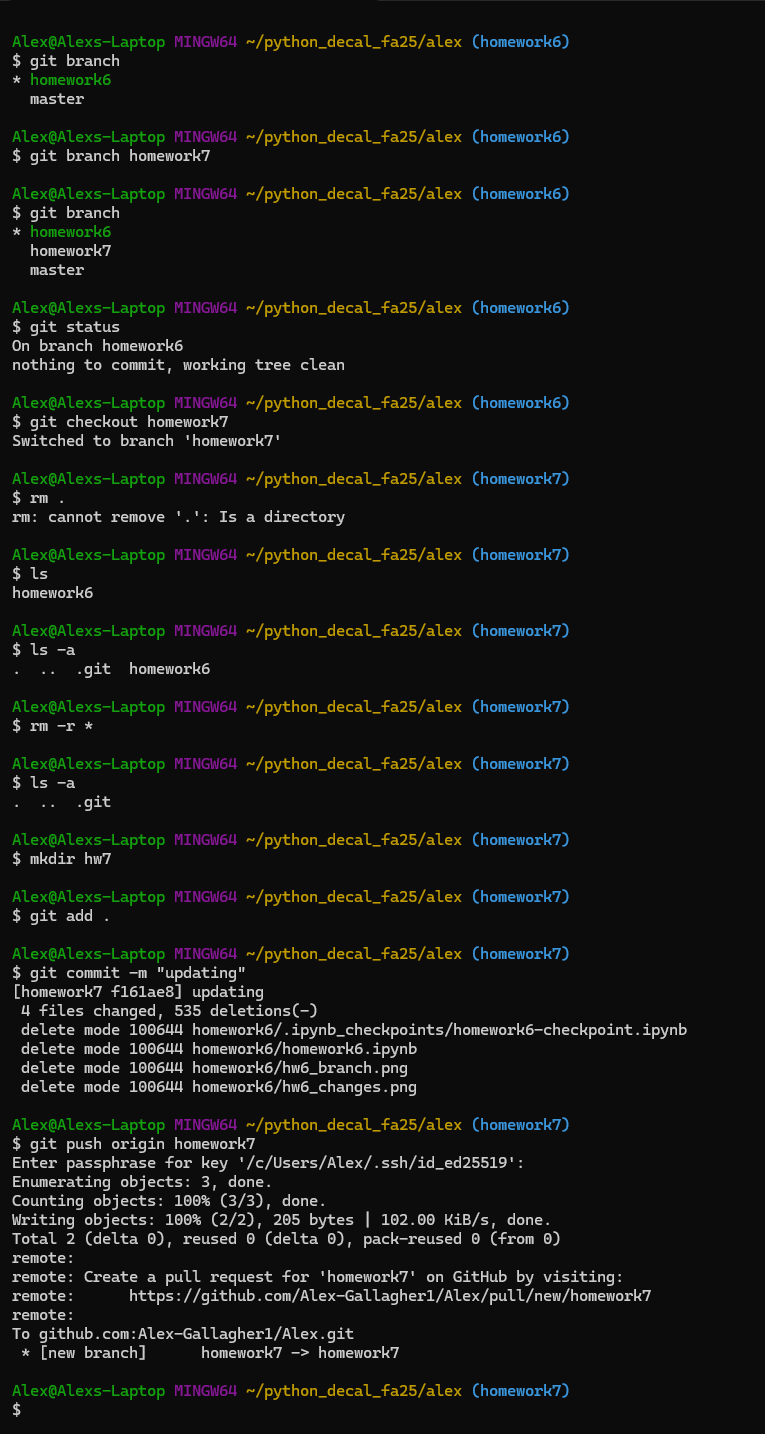 Alex@Alexs-Laptop MINGW64 ~/python_decal_fa25/alex (homework6)
$ git branch
* homework6
  master

Alex@Alexs-Laptop MINGW64 ~/python_decal_fa25/alex (homework6)
$ git branch homework7

Alex@Alexs-Laptop MINGW64 ~/python_decal_fa25/alex (homework6)
$ git branch
* homework6
  homework7
  master

Alex@Alexs-Laptop MINGW64 ~/python_decal_fa25/alex (homework6)
$ git status
On branch homework6
nothing to commit, working tree clean

Alex@Alexs-Laptop MINGW64 ~/python_decal_fa25/alex (homework6)
$ git checkout homework7
Switched to branch 'homework7'

Alex@Alexs-Laptop MINGW64 ~/python_decal_fa25/alex (homework7)
$ rm .
rm: cannot remove '.': Is a directory

Alex@Alexs-Laptop MINGW64 ~/python_decal_fa25/alex (homework7)
$ ls
homework6

Alex@Alexs-Laptop MINGW64 ~/python_decal_fa25/alex (homework7)
$ ls -a
.  ..  .git  homework6

Alex@Alexs-Laptop MINGW64 ~/python_decal_fa25/alex (homework7)
$ rm -r *

Alex@Alexs-Laptop MINGW64 ~/python_decal_fa25/alex (homework7)
$ ls -a
.  ..  .git

Alex@Alexs-Laptop MINGW64 ~/python_decal_fa25/alex (homework7)
$ mkdir hw7

Alex@Alexs-Laptop MINGW64 ~/python_decal_fa25/alex (homework7)
$ git add .

Alex@Alexs-Laptop MINGW64 ~/python_decal_fa25/alex (homework7)
$ git commit -m "updating"
[homework7 f161ae8] updating
 4 files changed, 535 deletions(-)
 delete mode 100644 homework6/.ipynb_checkpoints/homework6-checkpoint.ipynb
 delete mode 100644 homework6/homework6.ipynb
 delete mode 100644 homework6/hw6_branch.png
 delete mode 100644 homework6/hw6_changes.png

Alex@Alexs-Laptop MINGW64 ~/python_decal_fa25/alex (homework7)
$ git push origin homework7
Enter passphrase for key '/c/Users/Alex/.ssh/id_ed25519':
Enumerating objects: 3, done.
Counting objects: 100% (3/3), done.
Writing objects: 100% (2/2), 205 bytes | 102.00 KiB/s, done.
Total 2 (delta 0), reused 0 (delta 0), pack-reused 0 (from 0)
remote:
remote: Create a pull request for 'homework7' on GitHub by visiting:
remote:      https://github.com/Alex-Gallagher1/Alex/pull/new/homework7
remote:
To github.com:Alex-Gallagher1/Alex.git
 * [new branch]      homework7 -> homework7

Alex@Alexs-Laptop MINGW64 ~/python_decal_fa25/alex (homework7)
$